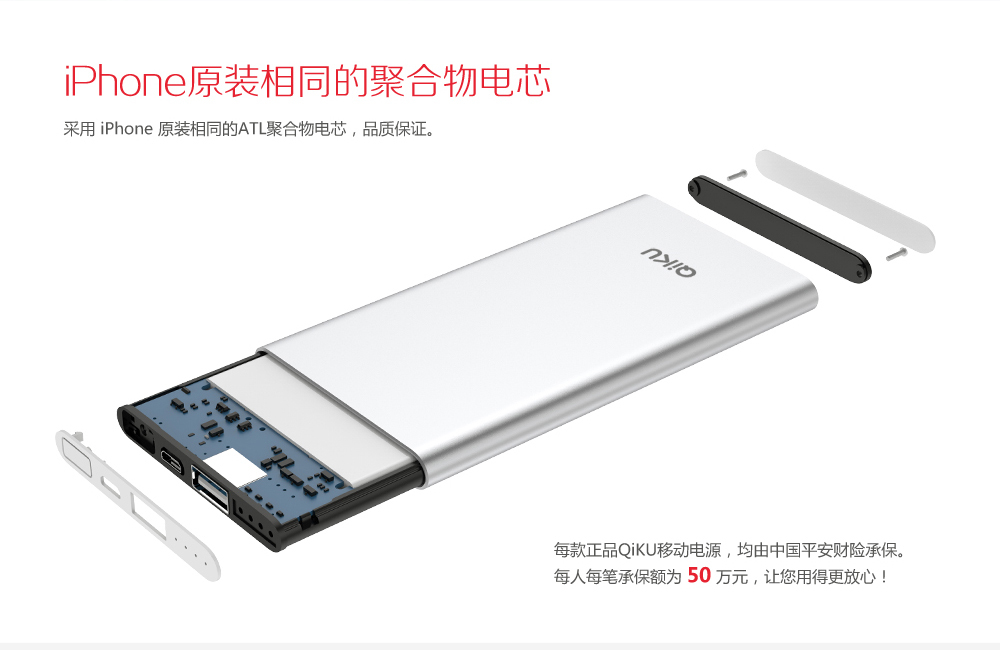 iPhone原装相同的聚合物电芯
采用 iPhone 原装相同的ATL聚合物电芯，品质保证。
QiKU
每款正品QiKU移动电源，均由中国平安财险承保。
每人每笔承保额为 50 万元，让您用得更放心！